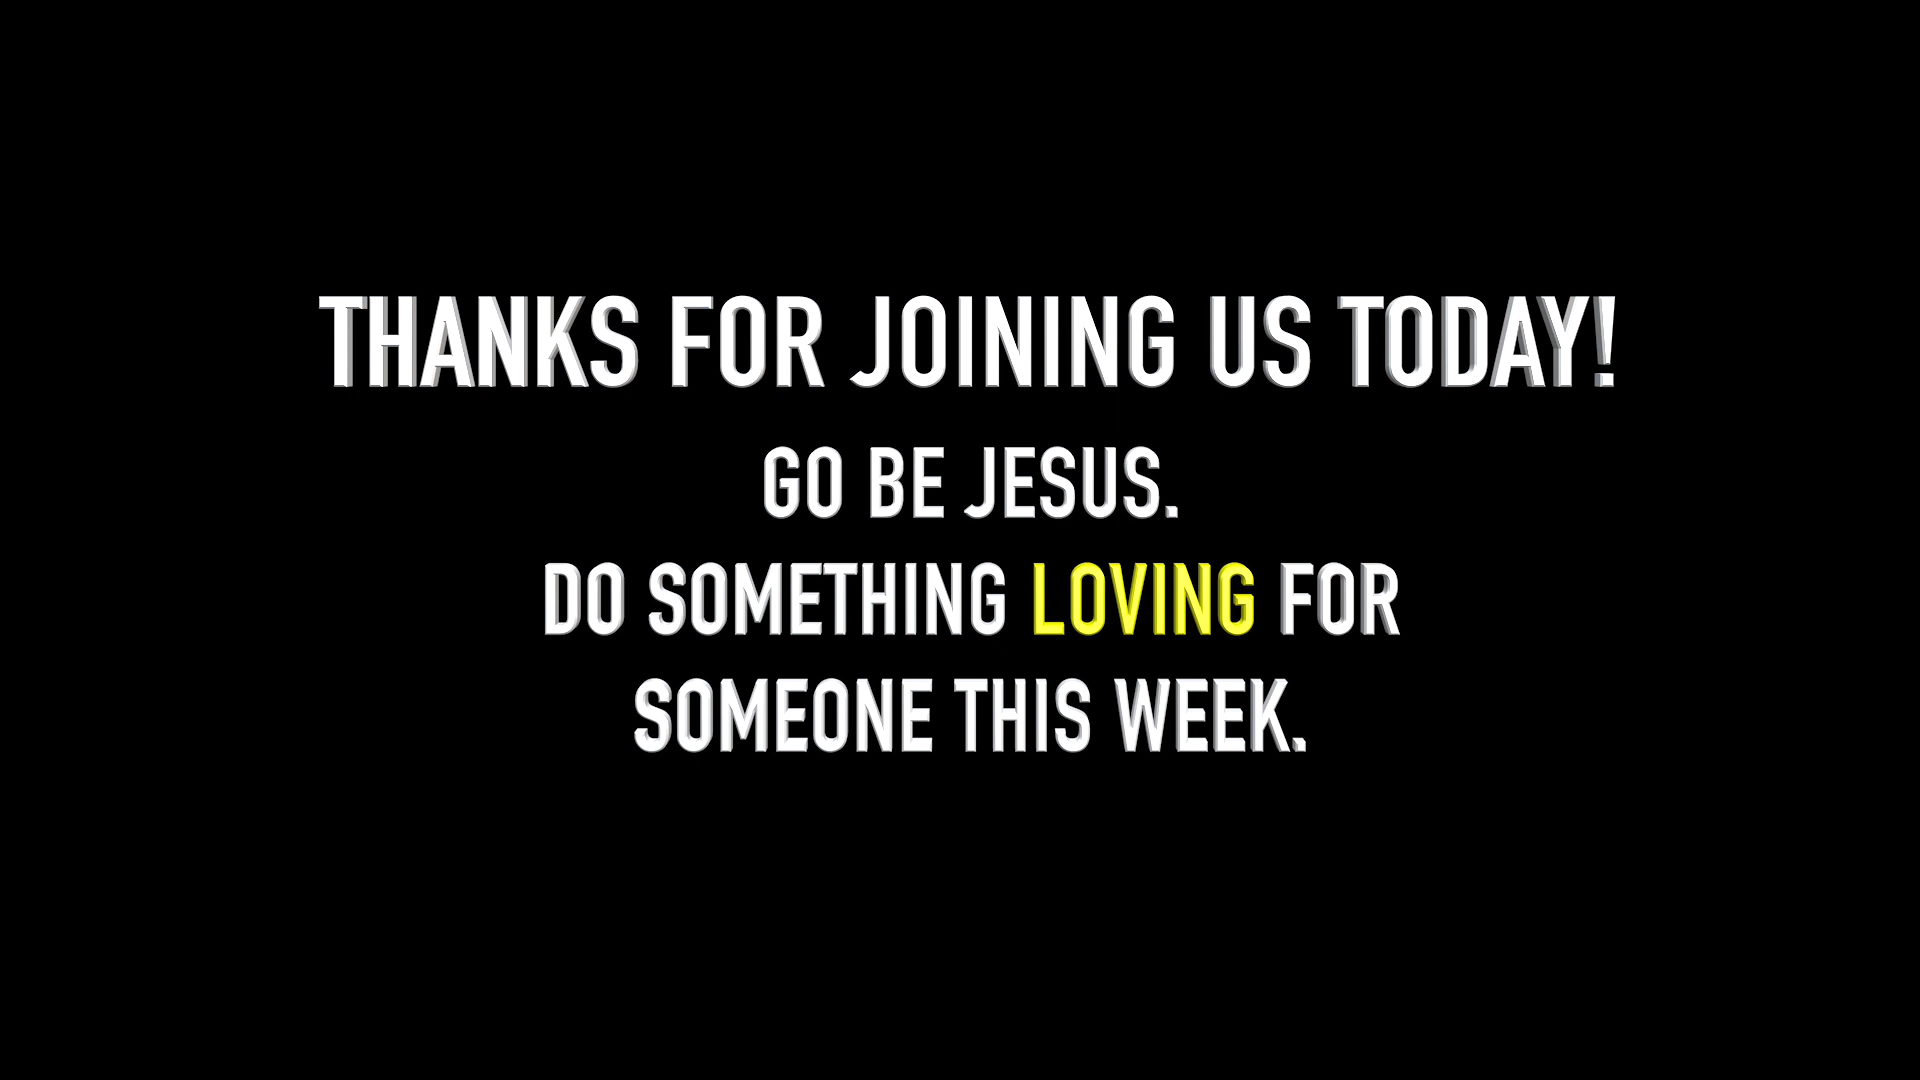 THANKS FOR JOINING US TODAY!
GO BE JESUS.
DO SOMETHING LOVING FOR
SOMEONE THIS WEEK.